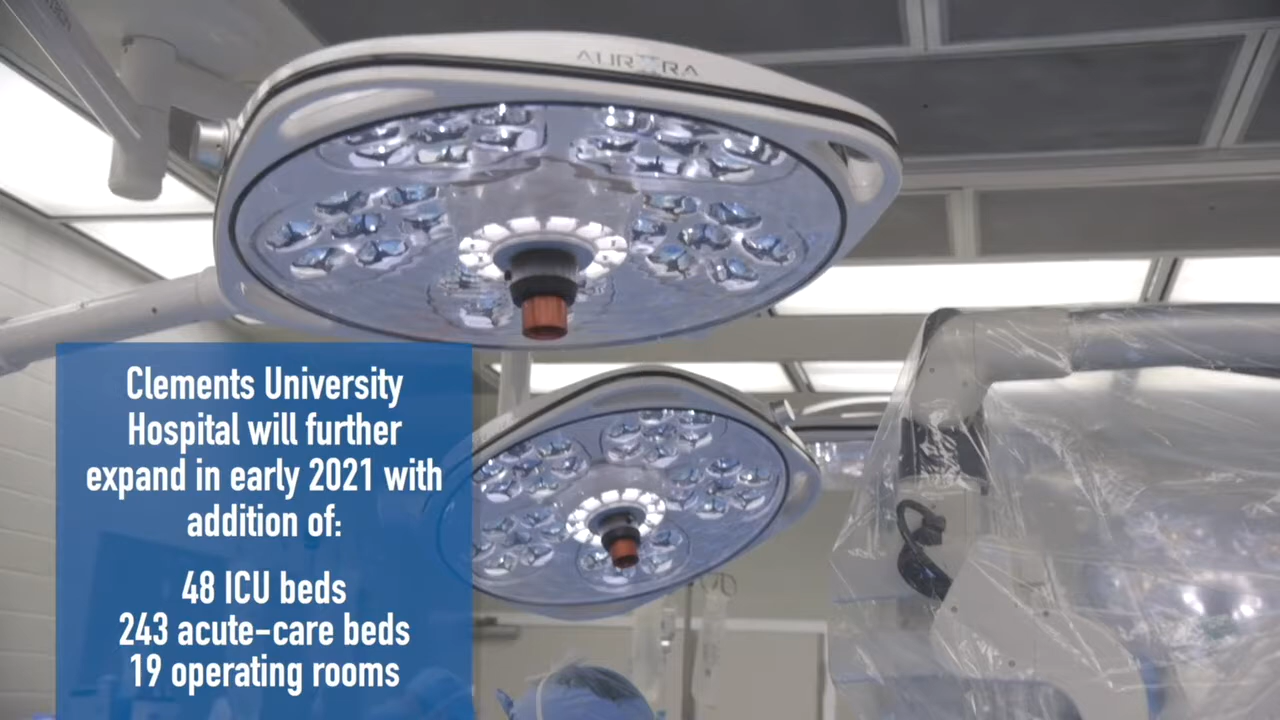 AURORA
Clements University
Hospital will further
expand in early 2021 with
addition of:
48 ICU beds
243 acute-care beds
19 operating rooms